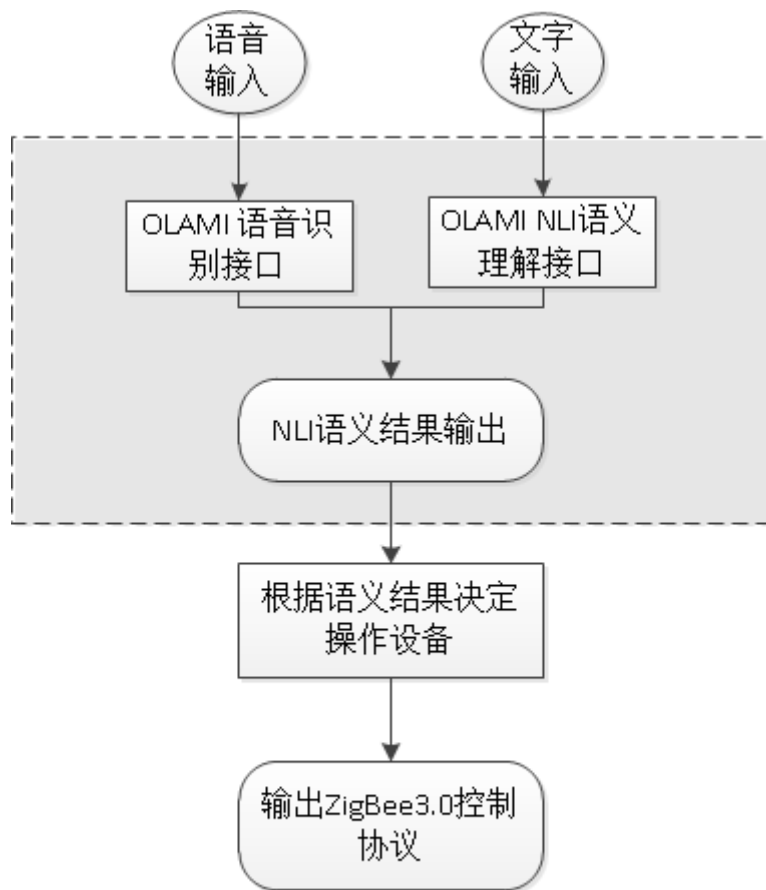 语音
输入
文字
输入
OLAMI 语音识
别接口
OLAMI NLI语义
理解接口
NLI语义结果输出
根据语义结果决定
操作设备
输出ZigBee3.0控制
协议